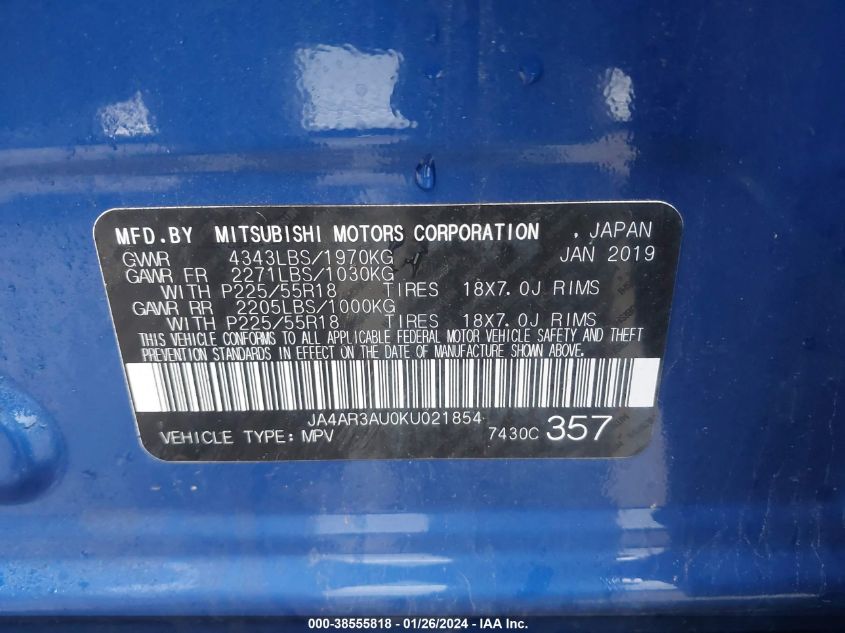 MFD.BY MITSUBISHI MOTORS CORPORATION , JAPAN
GVWR 4343LBS/1970KG JAN 2019
GAWR FR 2271LBS/1030KG
WITH P225/55R18 TIRES 18X7.0J RIMS
GAWR RR 2205LBS/1000KG
WITH P225/55R18 TIRES 18X7.0J RIMS
THIS VEHICLE CONFORMS TO ALL APPLICABLE FEDERAL MOTOR VEHICLE SAFETY AND THEFT
PREVENTION STANDARDS IN EFFECT ON THE DATE OF MANUFACTURE SHOWN ABOVE.
JA4AR3AU0KU021854
VEHICLE TYPE: MPV 7430C 357
000-38555818 - 01/26/2024 - © Copyright 2024 - IAA, Inc.